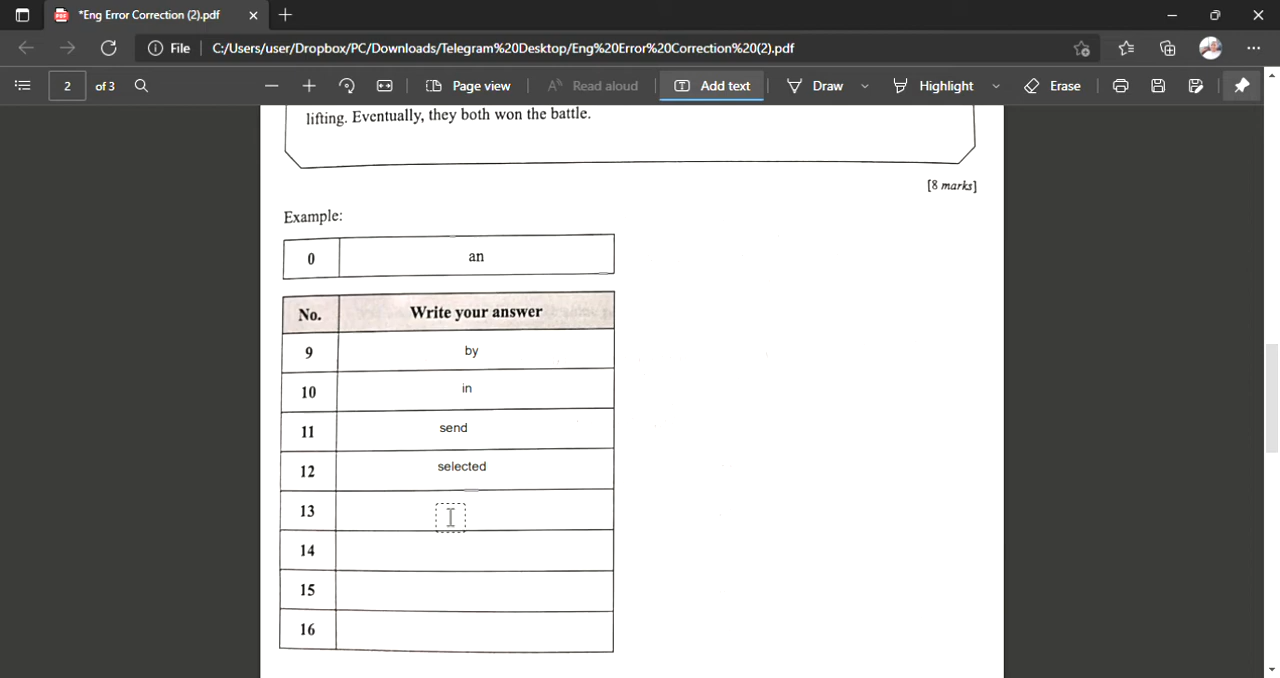 *Eng Error Correction (2).pdf
File C:/Users/user/Dropbox/PC/Downloads/Telegram%20Desktop/Eng%20Error%20Correction%20(2).pdf
2 of 3 Page view Read aloud Add text Draw Highlight Erase
lifting. Eventually, they both won the battle.
[8 marks]
Example:
0 an
No. Write your answer
9 by
10 in
11 send
12 selected
13
14
15
16